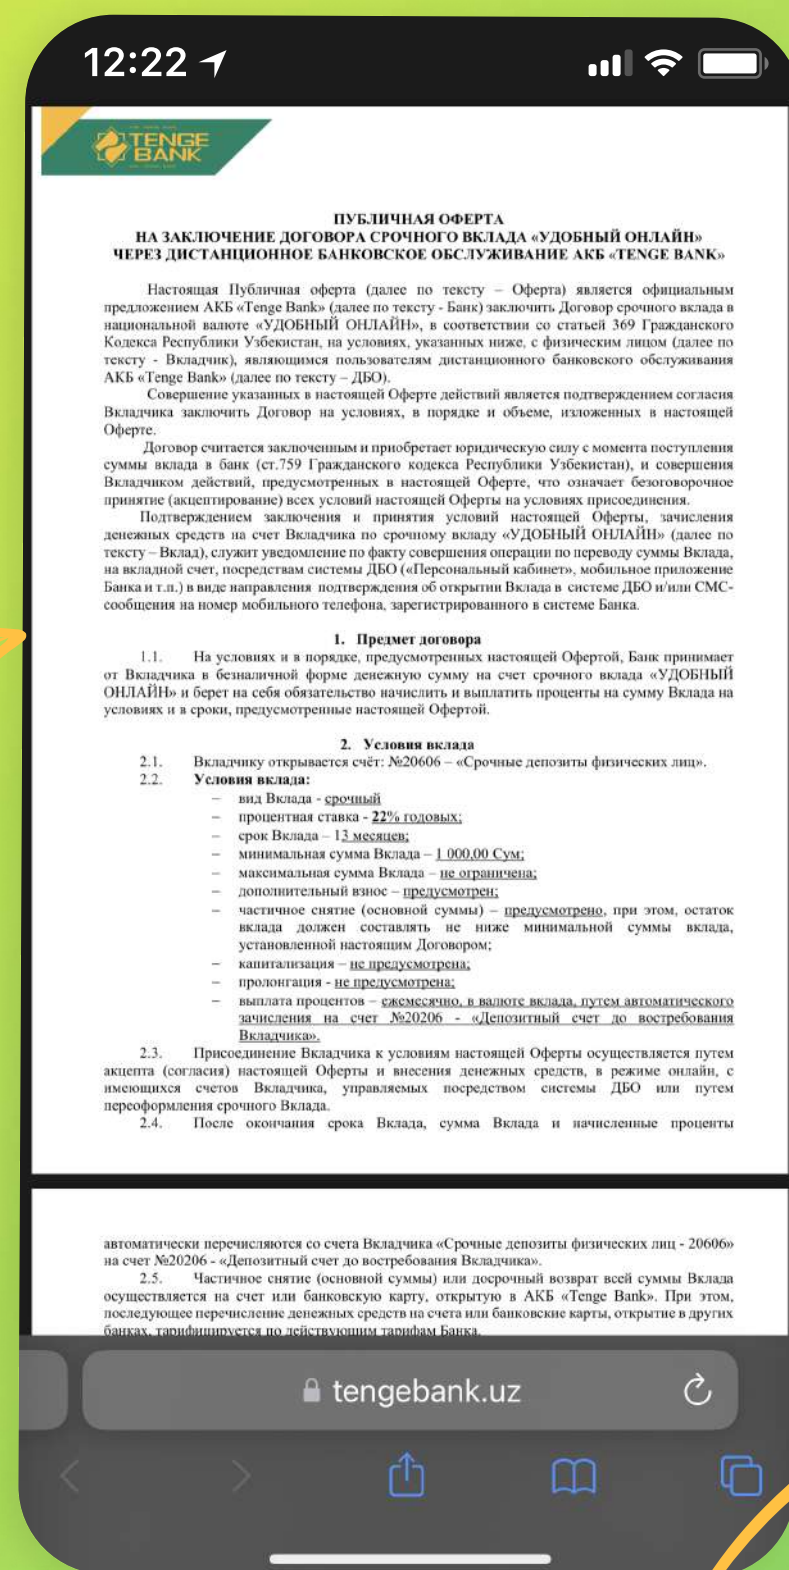 12:22
TENGE
BANK
ПУБЛИЧНАЯ ОФЕРТА
НА ЗАКЛЮЧЕНИЕ ДОГОВОРА СРОЧНОГО ВКЛАДА «УДОБНЫЙ ОНЛАЙН»
ЧЕРЕЗ ДИСТАНЦИОННОЕ БАНКОВСКОЕ ОБСЛУЖИВАНИЕ АКБ «TENGE BANK»
Настоящая Публичная оферта (далее по тексту – Оферта) является официальным
предложением АКБ «Tenge Bank» (далее по тексту - Банк) заключить Договор срочного вклада в
национальной валюте «УДОБНЫЙ ОНЛАЙН», в соответствии со статьей 369 Гражданского
Кодекса Республики Узбекистан, на условиях, указанных ниже, с физическим лицом (далее по
тексту - Вкладчик), являющимся пользователям дистанционного банковского обслуживания
АКБ «Tenge Bank» (далее по тексту – ДБО).
Совершение указанных в настоящей Оферте действий является подтверждением согласия
Вкладчика заключить Договор на условиях, в порядке и объеме, изложенных в настоящей
Оферте.
Договор считается заключенным и приобретает юридическую силу с момента поступления
суммы вклада в банк (ст.759 Гражданского кодекса Республики Узбекистан), и совершения
Вкладчиком действий, предусмотренных в настоящей Оферте, что означает безоговорочное
принятие (акцептирование) всех условий настоящей Оферты на условиях присоединения.
Подтверждением заключения и принятия условий настоящей Оферты, зачисления
денежных средств на счет Вкладчика по срочному вкладу «УДОБНЫЙ ОНЛАЙН» (далее по
тексту – Вклад), служит уведомление по факту совершения операции по переводу суммы Вклада,
на вкладной счет, посредствам системы ДБО («Персональный кабинет», мобильное приложение
Банка и т.п.) в виде направления подтверждения об открытии Вклада в системе ДБО и/или СМС-
сообщения на номер мобильного телефона, зарегистрированного в системе Банка.
1. Предмет договора
1.1. На условиях и в порядке, предусмотренных настоящей Офертой, Банк принимает
от Вкладчика в безналичной форме денежную сумму на счет срочного вклада «УДОБНЫЙ
ОНЛАЙН» и берет на себя обязательство начислить и выплатить проценты на сумму Вклада на
условиях и в сроки, предусмотренные настоящей Офертой.
2. Условия вклада
2.1. Вкладчику открывается счёт: №20606 – «Срочные депозиты физических лиц».
2.2. Условия вклада:
– вид Вклада - срочный
– процентная ставка - 22% годовых;
– срок Вклада – 13 месяцев;
– минимальная сумма Вклада – 1 000,00 Сум;
– максимальная сумма Вклада – не ограничена;
– дополнительный взнос – предусмотрен;
– частичное снятие (основной суммы) – предусмотрено, при этом, остаток
вклада должен составлять не ниже минимальной суммы вклада,
установленной настоящим Договором;
– капитализация – не предусмотрена;
– пролонгация - не предусмотрена;
– выплата процентов – ежемесячно, в валюте вклада, путем автоматического
зачисления на счет №20206 - «Депозитный счет до востребования
Вкладчика».
2.3. Присоединение Вкладчика к условиям настоящей Оферты осуществляется путем
акцепта (согласия) настоящей Оферты и внесения денежных средств, в режиме онлайн, с
имеющихся счетов Вкладчика, управляемых посредством системы ДБО или путем
переоформления срочного Вклада.
2.4. После окончания срока Вклада, сумма Вклада и начисленные проценты
автоматически перечисляются со счета Вкладчика «Срочные депозиты физических лиц - 20606»
на счет №20206 - «Депозитный счет до востребования Вкладчика».
2.5. Частичное снятие (основной суммы) или досрочный возврат всей суммы Вклада
осуществляется на счет или банковскую карту, открытую в АКБ «Tenge Bank». При этом,
последующее перечисление денежных средств на счета или банковские карты, открытие в других
банках, тарифицируется по действующим тарифам Банка.
tengebank.uz